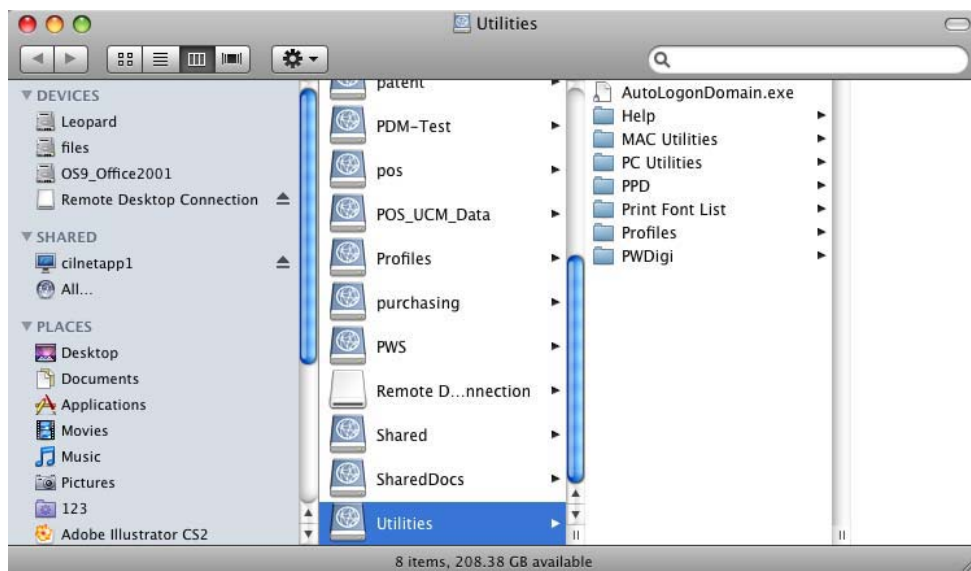 Utilities
DEVICES
Leopard
files
OS9_Office2001
Remote Desktop Connection
SHARED
cilnetapp1
All...
PLACES
Desktop
Documents
Applications
Movies
Music
Pictures
123
Adobe Illustrator CS2
patent
PDM-Test
pos
POS_UCM_Data
Profiles
purchasing
PWS
Remote D...nnection
Shared
SharedDocs
Utilities
AutoLogonDomain.exe
Help
MAC Utilities
PC Utilities
PPD
Print Font List
Profiles
PWDigi
8 items, 208.38 GB available